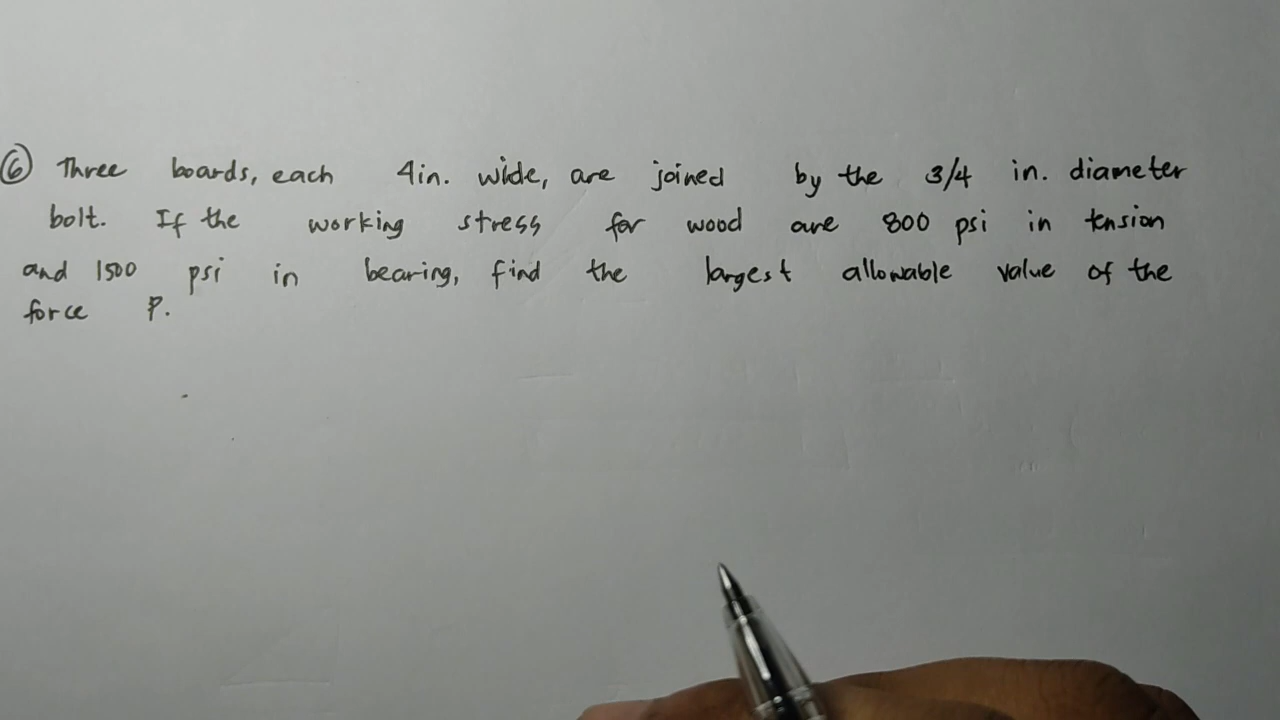 ⑥ Three boards, each 4in. wide, are joined by the 3/4 in. diameter
bolt. If the working stress for wood are 800 psi in tension
and 1500 psi in bearing, find the largest allowable value of the
force P.